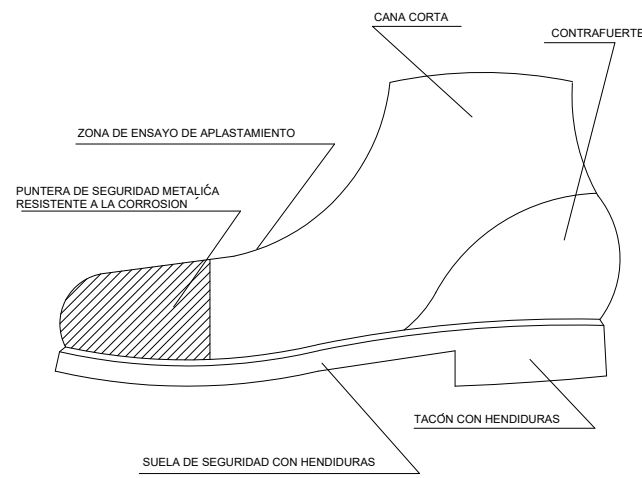 CANA CORTA
CONTRAFUERTE
ZONA DE ENSAYO DE APLASTAMIENTO
PUNTERA DE SEGURIDAD METALIĆA
RESISTENTE A LA CORROSION ´
TACÓN CON HENDIDURAS
SUELA DE SEGURIDAD CON HENDIDURAS